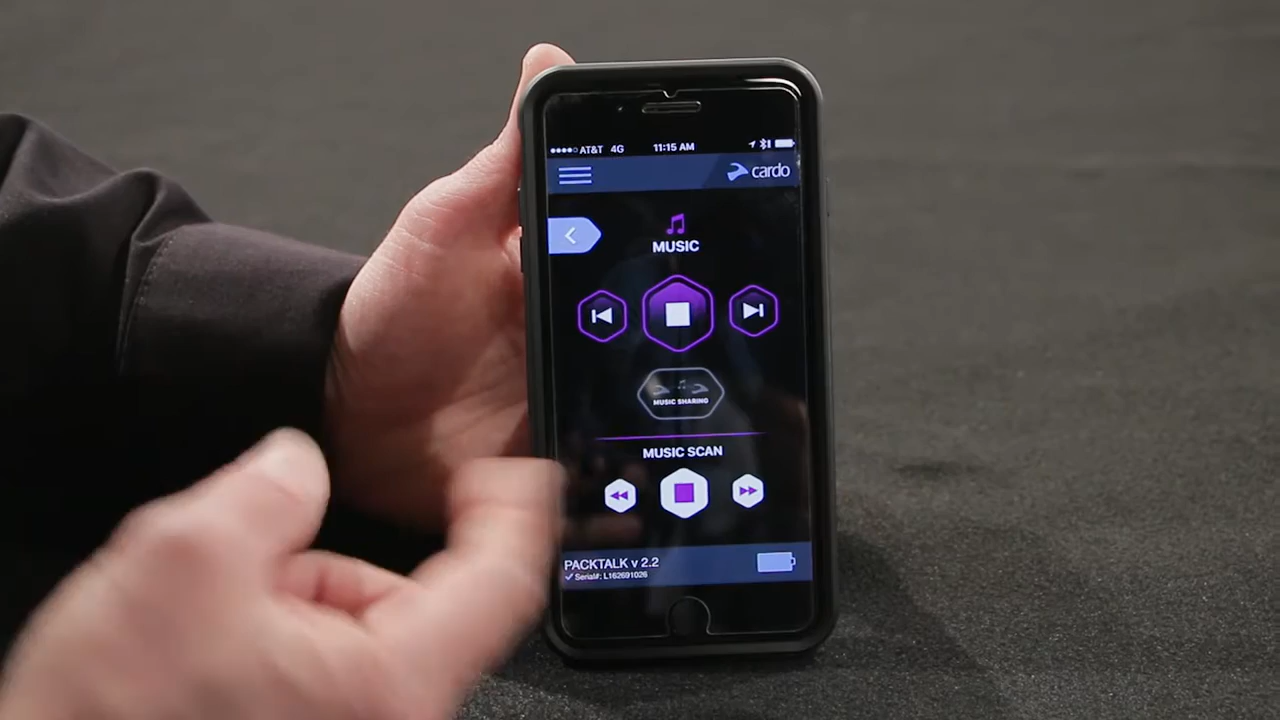 AT&T 4G 11:15 AM
cardo
MUSIC
MUSIC SHARING
MUSIC SCAN
PACKTALK v 2.2
Serial#: L162691026